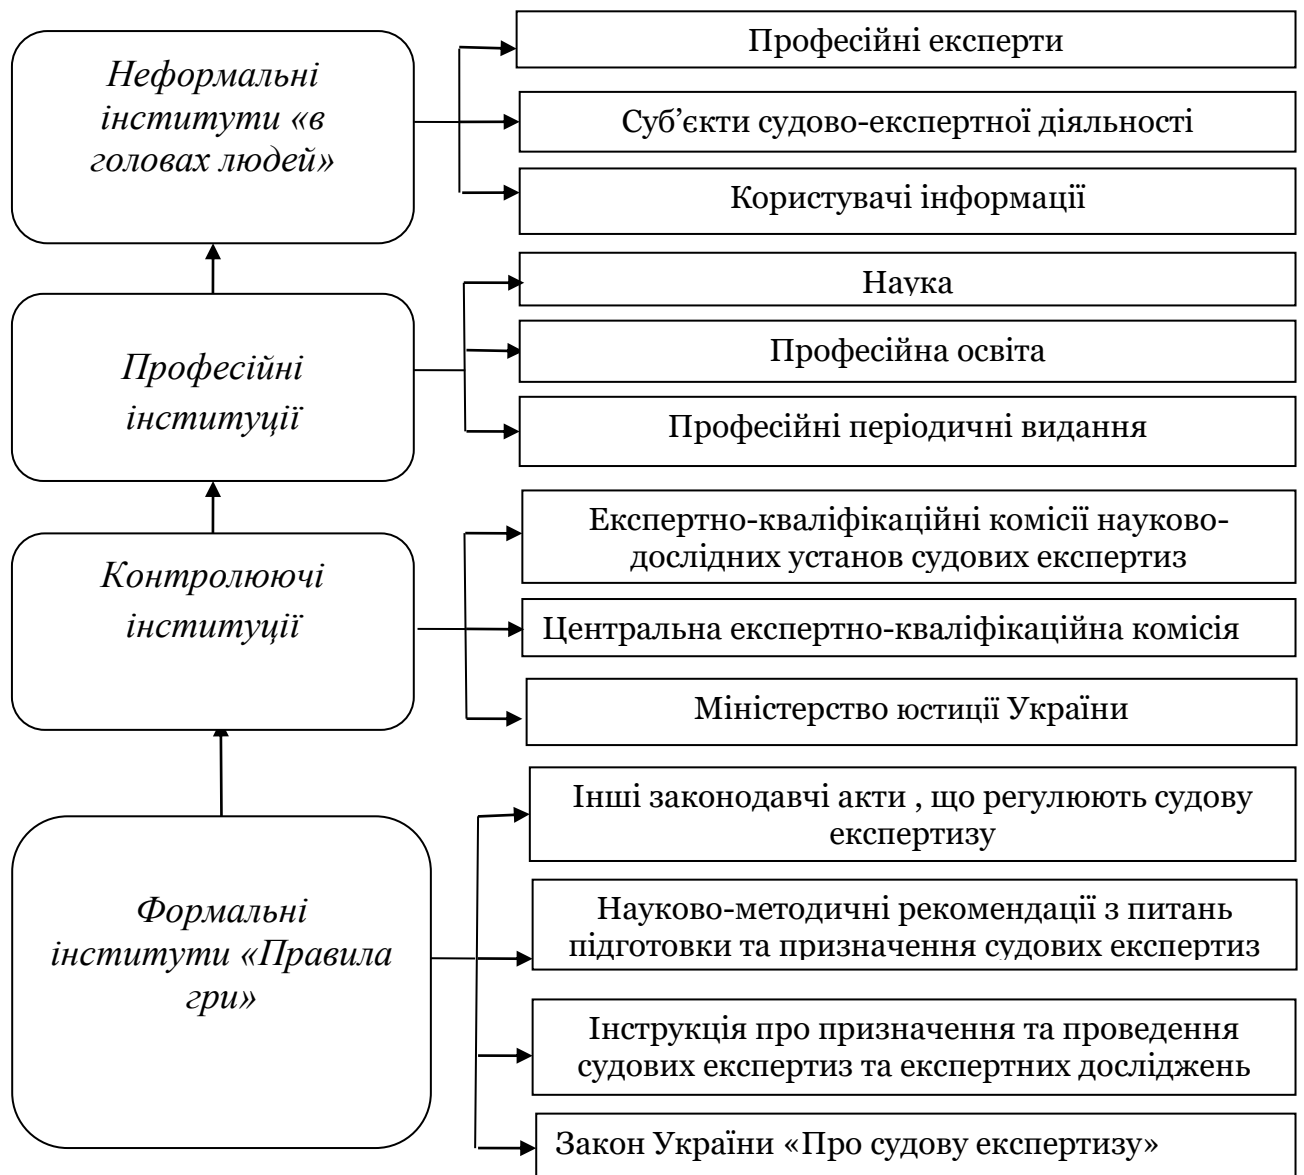 Неформальні
інститути «в
головах людей»
Професійні експерти
Суб’єкти судово-експертної діяльності
Користувачі інформації
Професійні
інституції
Наука
Професійна освіта
Професійні періодичні видання
Контролюючі
інституції
Експертно-кваліфікаційні комісії науково-
дослідних установ судових експертиз
Центральна експертно-кваліфікаційна комісія
Міністерство юстиції України
Формальні
інститути «Правила
гри»
Інші законодавчі акти , що регулюють судову
експертизу
Науково-методичні рекомендації з питань
підготовки та призначення судових експертиз
Інструкція про призначення та проведення
судових експертиз та експертних досліджень
Закон України «Про судову експертизу»